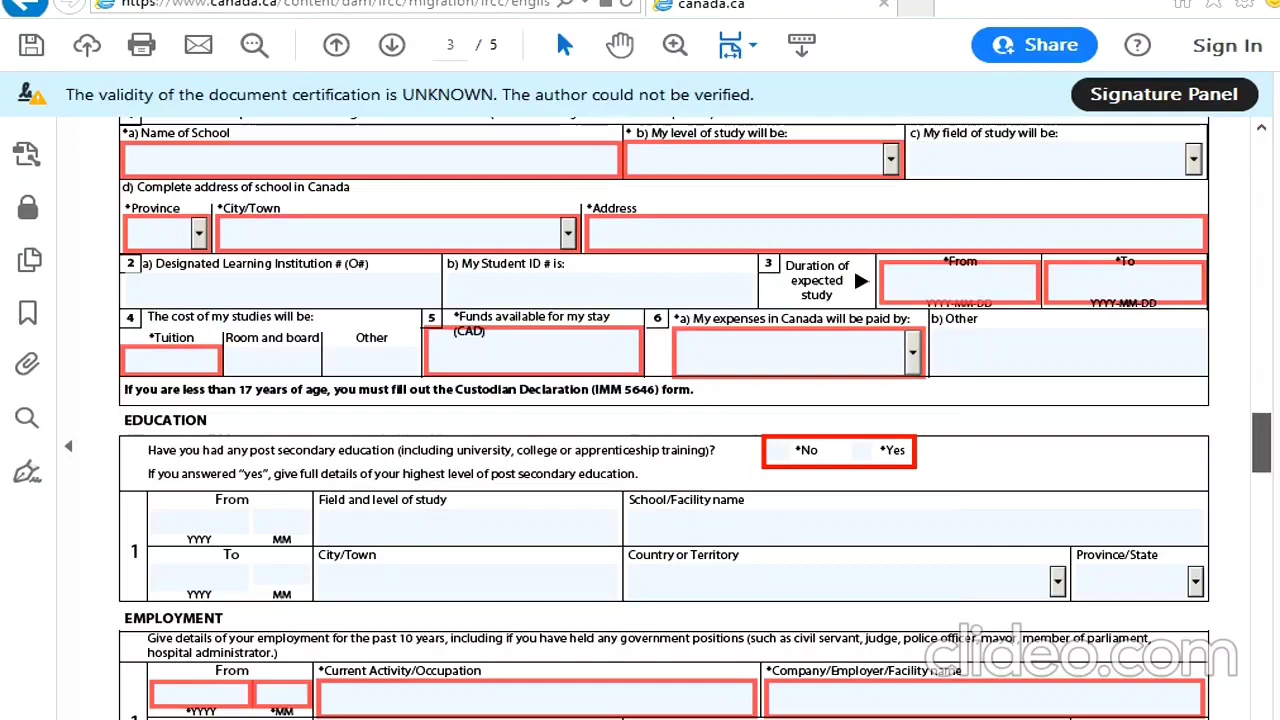 https://www.canada.ca/content/dam/ircc/migration/ircc/englis
canada.ca
3 / 5
Share
Sign In
The validity of the document certification is UNKNOWN. The author could not be verified.
Signature Panel
*a) Name of School
* b) My level of study will be:
c) My field of study will be:
d) Complete address of school in Canada
*Province
*City/Town
*Address
2 a) Designated Learning Institution # (O#)
b) My Student ID # is:
3 Duration of expected study
*From
YYYY-MM-DD
*To
YYYY-MM-DD
4 The cost of my studies will be:
*Tuition
Room and board
Other
5 *Funds available for my stay (CAD)
6 *a) My expenses in Canada will be paid by:
b) Other
If you are less than 17 years of age, you must fill out the Custodian Declaration (IMM 5646) form.
EDUCATION
Have you had any post secondary education (including university, college or apprenticeship training)?
*No
*Yes
If you answered “yes”, give full details of your highest level of post secondary education.
1
From
YYYY
MM
Field and level of study
School/Facility name
To
YYYY
MM
City/Town
Country or Territory
Province/State
EMPLOYMENT
Give details of your employment for the past 10 years, including if you have held any government positions (such as civil servant, judge, police officer, mayor, member of parliament,
hospital administrator.)
From
*YYYY
*MM
*Current Activity/Occupation
*Company/Employer/Facility name
clideo.com